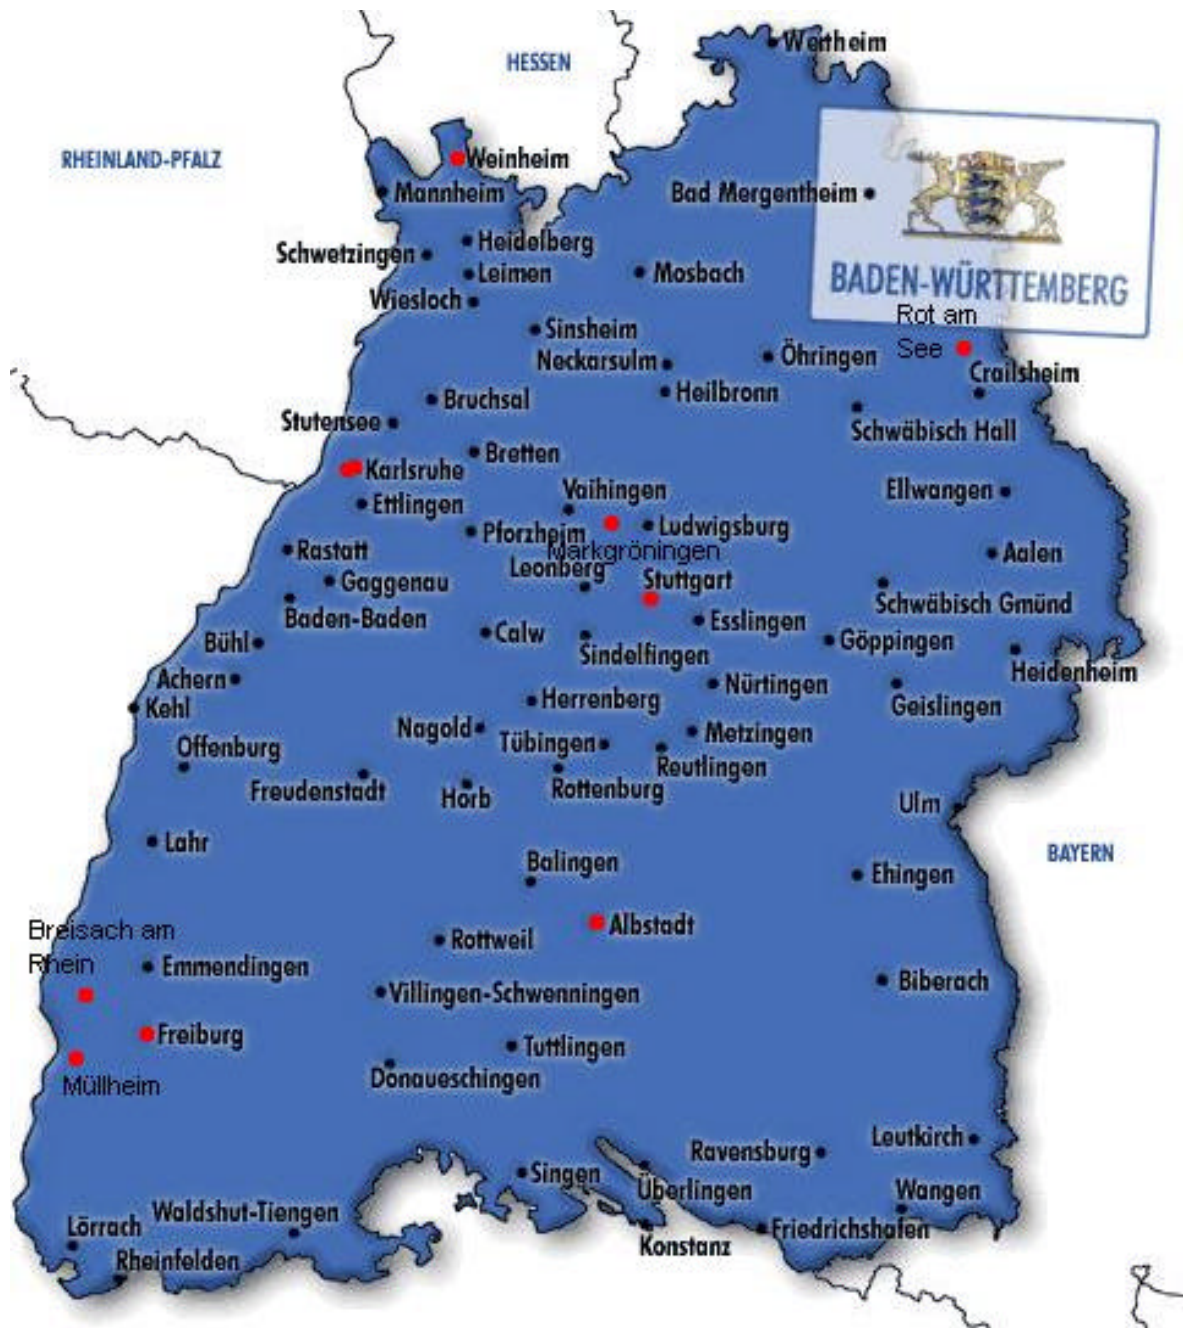 Wertheim
HESSEN
RHEINLAND-PFALZ
Weinheim
Mannheim
Bad Mergentheim
Heidelberg
Schwetzingen
Leimen
Mosbach
BADEN-WÜRTTEMBERG
Wiesloch
Rot am
See
Sinsheim
Neckarsulm
Öhringen
Crailsheim
Heilbronn
Bruchsal
Stutensee
Schwäbisch Hall
Bretten
Karlsruhe
Vaihingen
Ellwangen
Ettlingen
Pforzheim
Ludwigsburg
Markgröningen
Rastatt
Aalen
Leonberg
Gaggenau
Stuttgart
Schwäbisch Gmünd
Baden-Baden
Esslingen
Calw
Bühl
Göppingen
Sindelfingen
Heidenheim
Achern
Nürtingen
Herrenberg
Geislingen
Kehl
Nagold
Metzingen
Tübingen
Offenburg
Reutlingen
Freudenstadt
Rottenburg
Horb
Ulm
Lahr
BAYERN
Balingen
Ehingen
Albstadt
Breisach am
Rhein
Rottweil
Emmendingen
Biberach
Villingen-Schwenningen
Freiburg
Tuttlingen
Donaueschingen
Müllheim
Leutkirch
Ravensburg
Singen
Überlingen
Wangen
Waldshut-Tiengen
Lörrach
Friedrichshafen
Konstanz
Rheinfelden